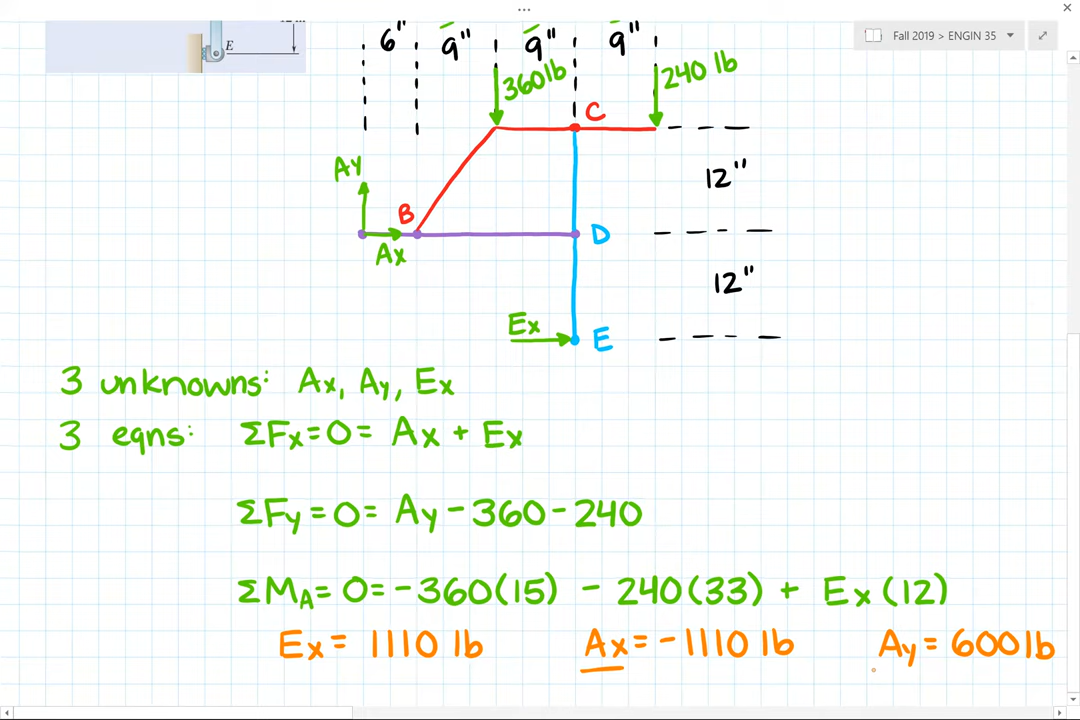 ...
Fall 2019 > ENGIN 35
E
6" 9" 9" 9"
360 lb
240 lb
C
12"
Ay
B
D
Ax
12"
Ex
E
3 unknowns: Ax, Ay, Ex
3 eqns: ΣFx=0= Ax + Ex
ΣFy=0= Ay -360-240
ΣMA=0=-360(15) - 240(33) + Ex(12)
Ex = 1110 lb Ax=-1110 lb Ay= 600 lb